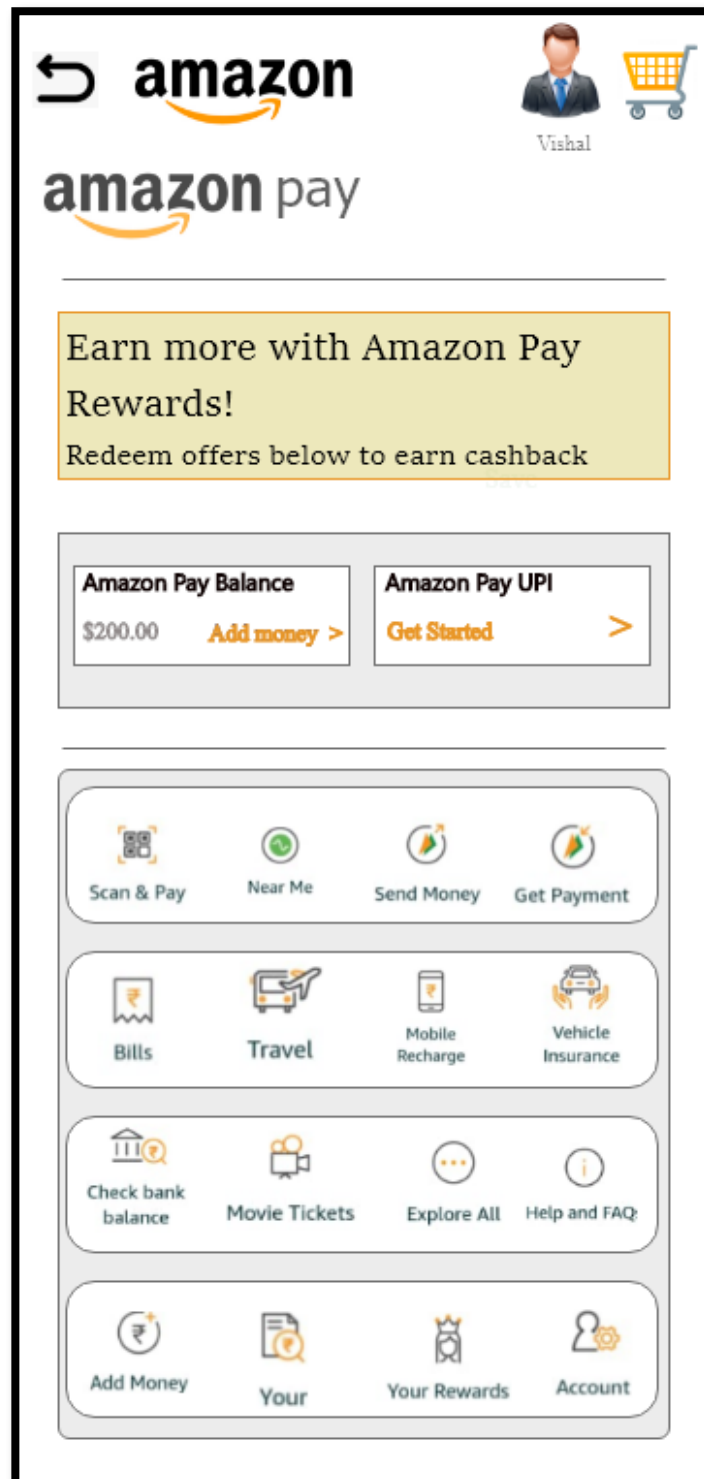 amazon
Vishal
amazon pay
Earn more with Amazon Pay
Rewards!
Redeem offers below to earn cashback
Save
Amazon Pay Balance
$200.00 Add money >
Amazon Pay UPI
Get Started >
Scan & Pay
Near Me
Send Money
Get Payment
Bills
Travel
Mobile
Recharge
Vehicle
Insurance
Check bank
balance
Movie Tickets
Explore All
Help and FAQ
Add Money
Your
Your Rewards
Account